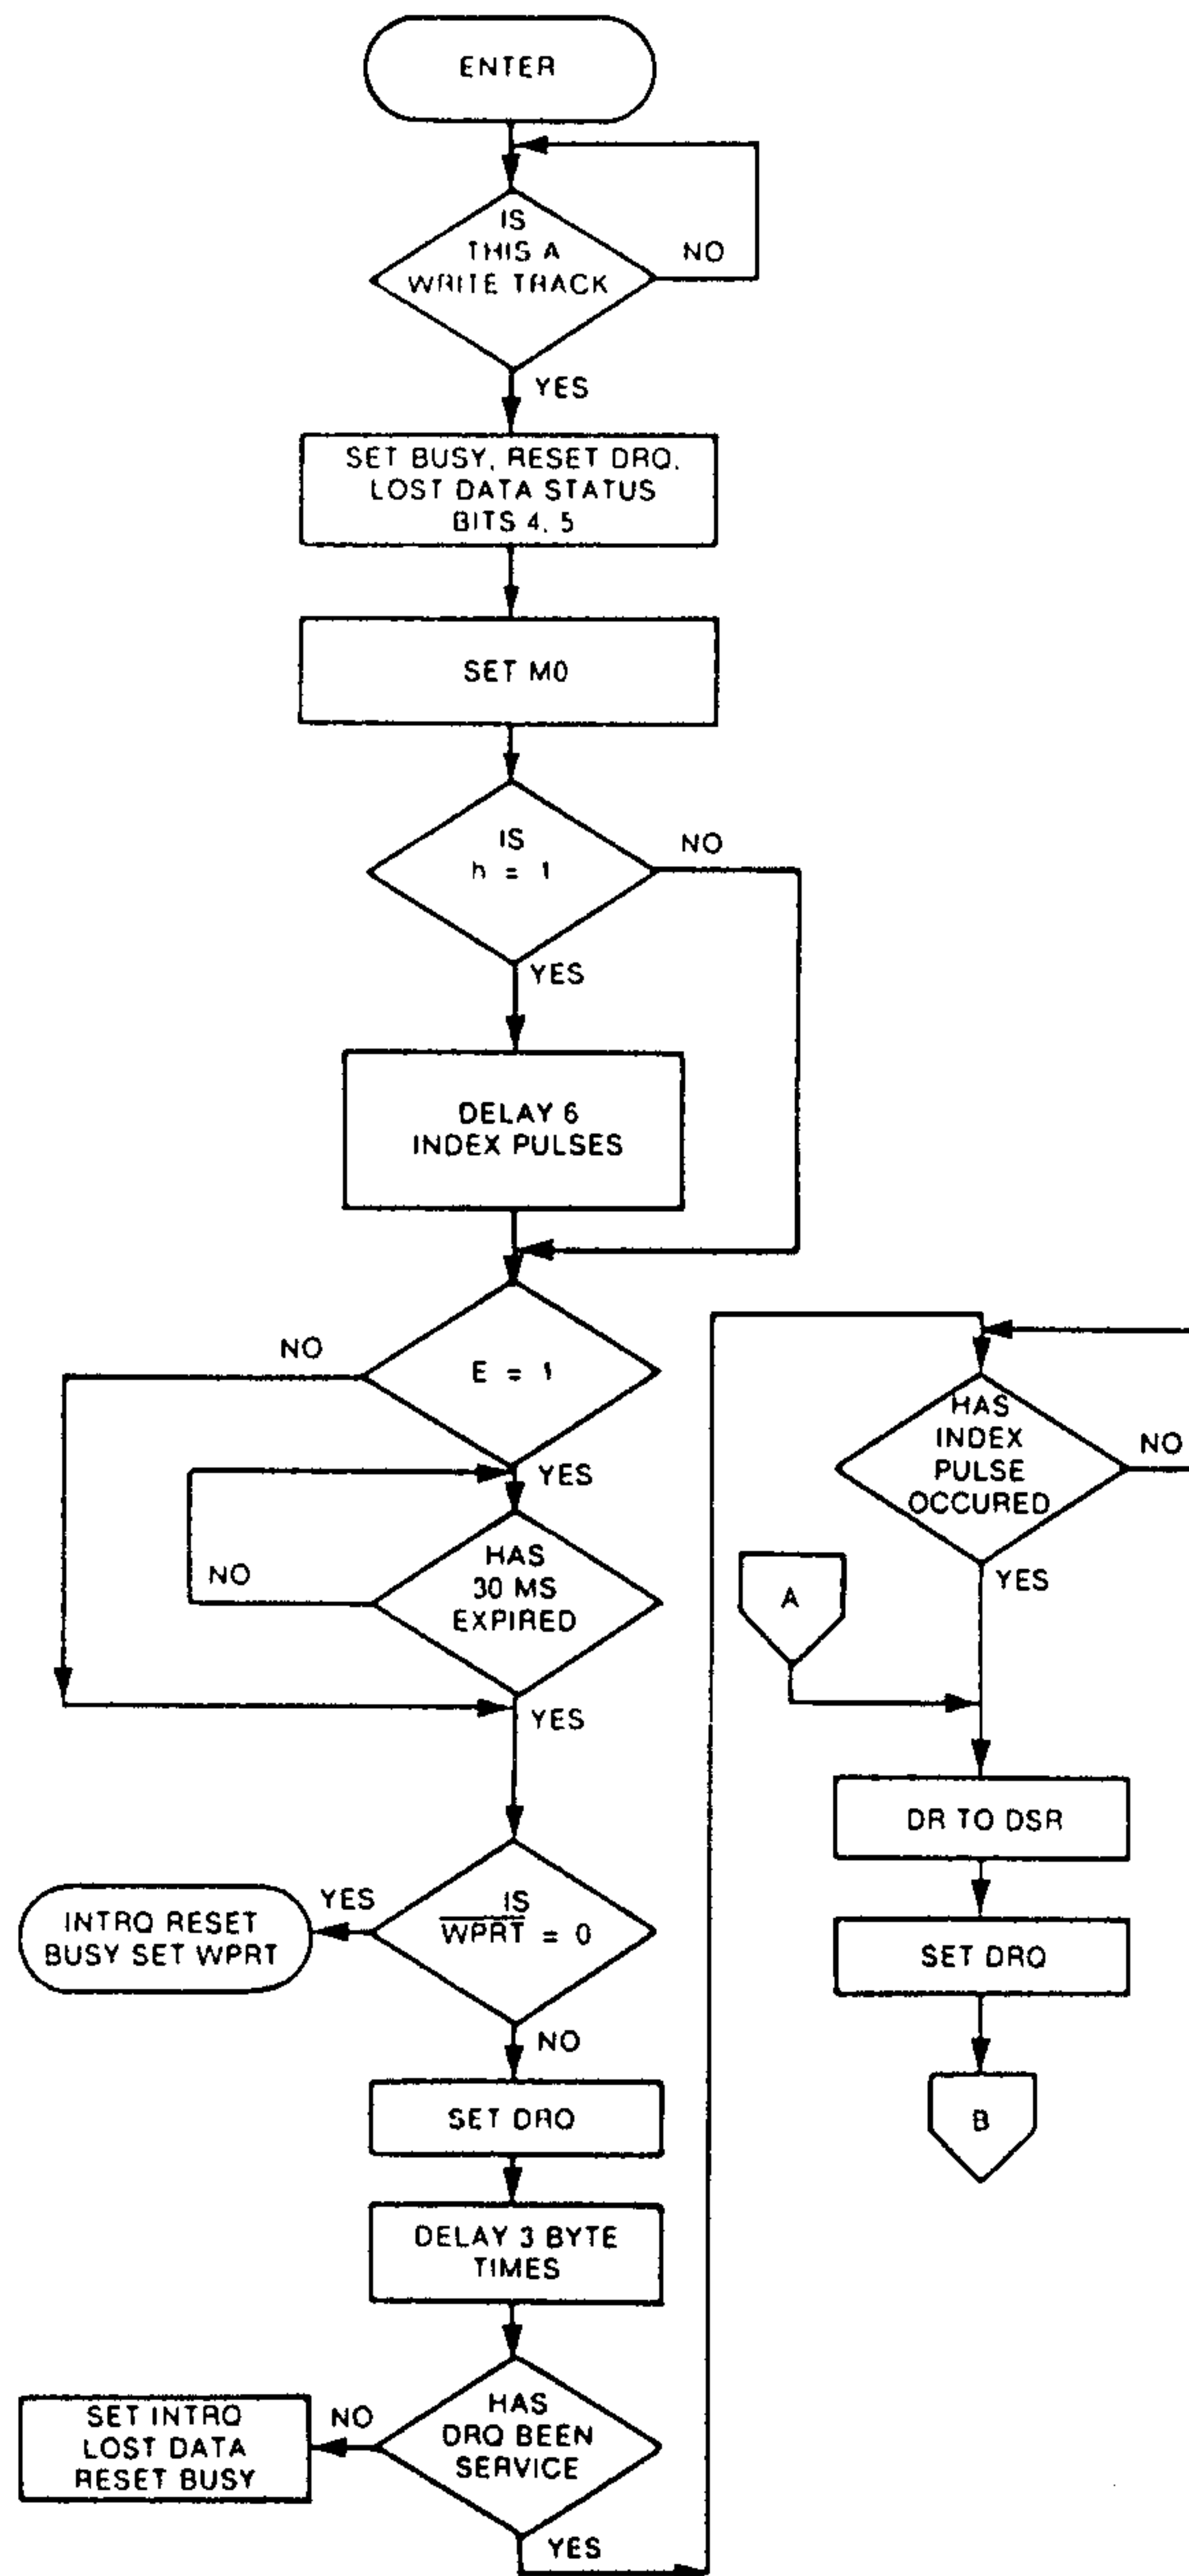 ENTER
IS
THIS A
WRITE TRACK
NO
YES
SET BUSY, RESET DRQ,
LOST DATA STATUS
BITS 4, 5
SET MO
IS
h = 1
NO
YES
DELAY 6
INDEX PULSES
NO
E = 1
YES
HAS
30 MS
EXPIRED
NO
YES
IS
WPRT = 0
YES
INTRQ RESET
BUSY SET WPRT
NO
SET DRQ
DELAY 3 BYTE
TIMES
HAS
DRQ BEEN
SERVICE
NO
SET INTRQ
LOST DATA
RESET BUSY
YES
HAS
INDEX
PULSE
OCCURED
NO
YES
A
DR TO DSR
SET DRQ
B